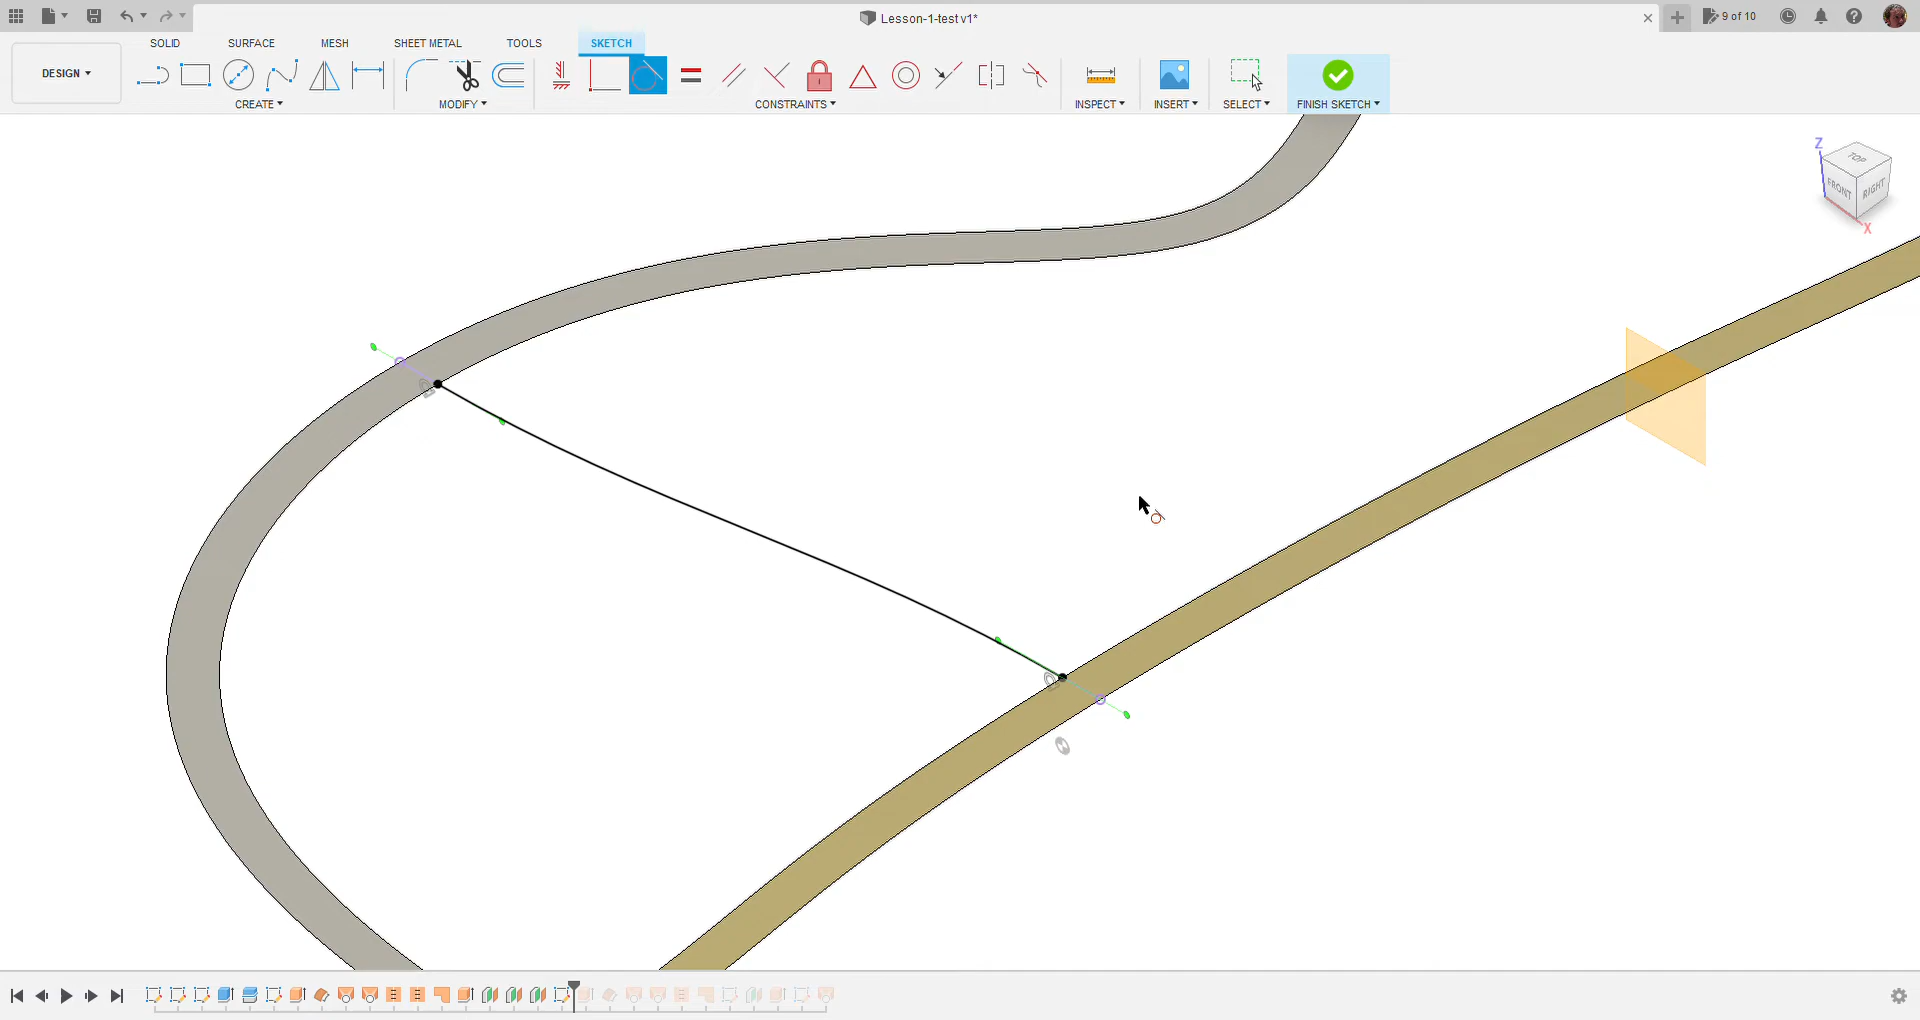 Lesson-1-test v1*
9 of 10
SOLID SURFACE MESH SHEET METAL TOOLS SKETCH
DESIGN
CREATE MODIFY CONSTRAINTS INSPECT INSERT SELECT FINISH SKETCH
Z
TOP
FRONT RIGHT
X